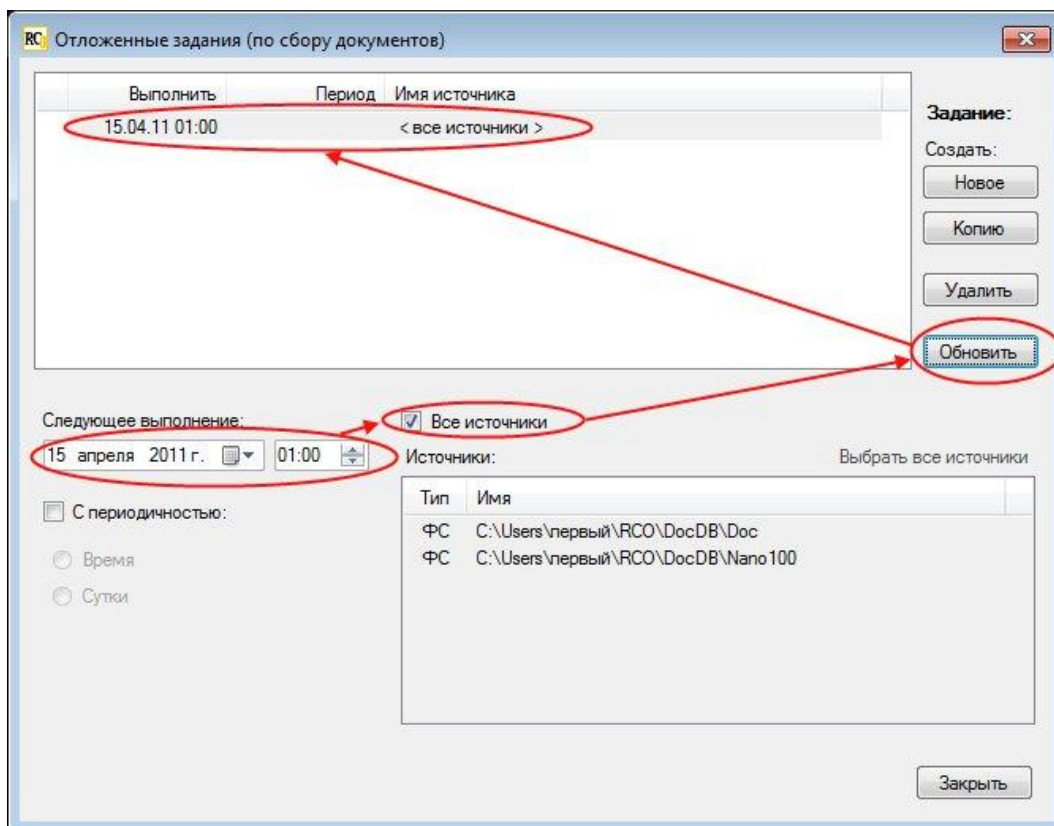 RCO Отложенные задания (по сбору документов)
Выполнить Период Имя источника
15.04.11 01:00 < все источники >
Задание:
Создать:
Новое
Копию
Удалить
Обновить
Следующее выполнение:
15 апреля 2011 г. 01:00
С периодичностью:
Время
Сутки
Все источники
Источники: Выбрать все источники
Тип Имя
ФС C:\Users\первый\RCO\DocDB\Doc
ФС C:\Users\первый\RCO\DocDB\Nano100
Закрыть